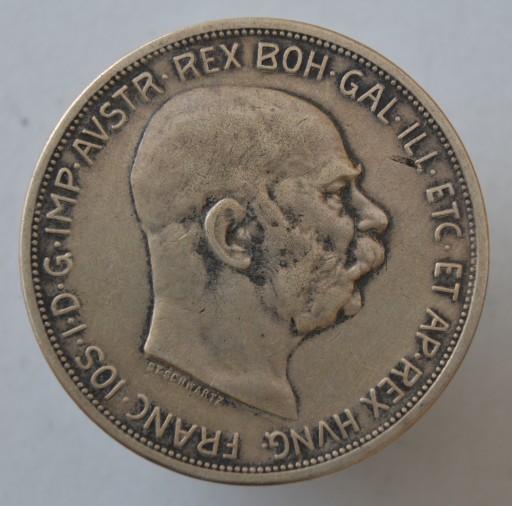 FRANC·IOS·I·D·G·IMP·AVSTR·REX BOH·GAL·ILL·ETC·ET AP·REX HVNG.
ST·SCHWARTZ